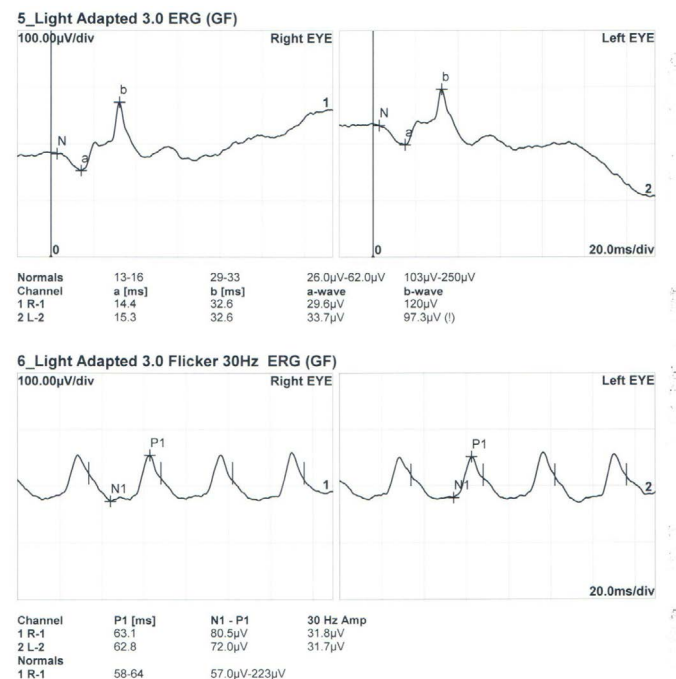 5_Light Adapted 3.0 ERG (GF)
100.00µV/div Right EYE Left EYE
b b
1
N a N a
2
0 0 20.0ms/div
Normals 13-16 29-33 26.0µV-62.0µV 103µV-250µV
Channel a [ms] b [ms] a-wave b-wave
1 R-1 14.4 32.6 29.6µV 120µV
2 L-2 15.3 32.6 33.7µV 97.3µV (!)
6_Light Adapted 3.0 Flicker 30Hz ERG (GF)
100.00µV/div Right EYE Left EYE
P1 P1
N1 1 N1 2
20.0ms/div
Channel P1 [ms] N1 - P1 30 Hz Amp
1 R-1 63.1 80.5µV 31.8µV
2 L-2 62.8 72.0µV 31.7µV
Normals
1 R-1 58-64 57.0µV-223µV